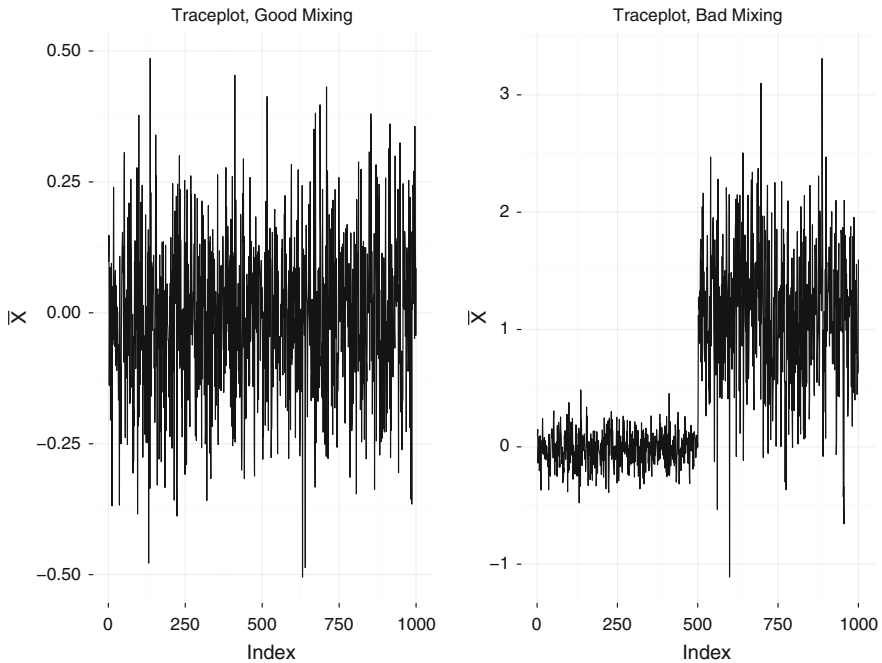 Traceplot, Good Mixing
0.50
0.25
0.00
−0.25
−0.50
X̅
0 250 500 750 1000
Index
Traceplot, Bad Mixing
3
2
1
0
−1
X̅
0 250 500 750 1000
Index